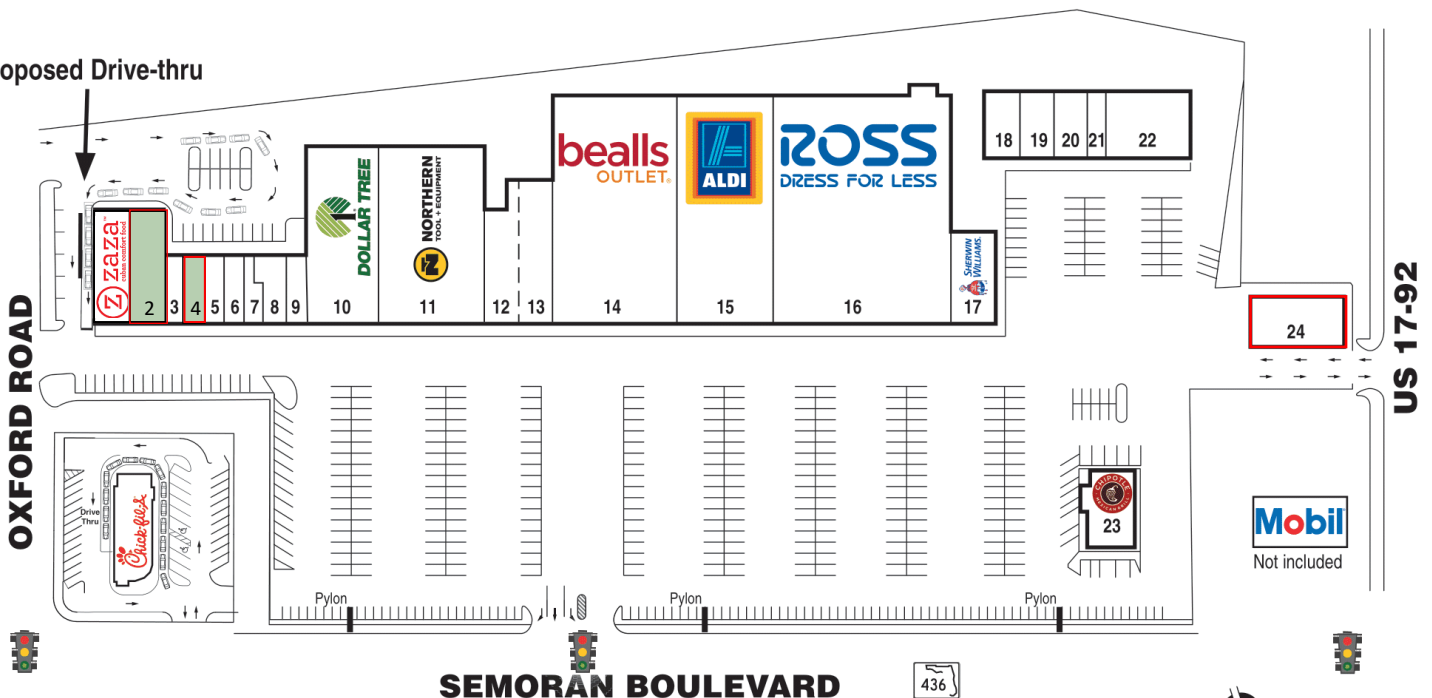 oposed Drive-thru
zaza™
cuban comfort food
2
3
4
5
6
7
8
9
DOLLAR TREE
10
NORTHERN
TOOL + EQUIPMENT
N
11
12
13
bealls
OUTLET®
14
ALDI
15
ROSS
DRESS FOR LESS
16
SHERWIN
WILLIAMS.
17
18
19
20
21
22
24
OXFORD ROAD
US 17-92
Drive
Thru
Chick-fil-A
CHIPOTLE
MEXICAN GRILL
23
Mobil
Not included
Pylon
Pylon
Pylon
SEMORAN BOULEVARD
436